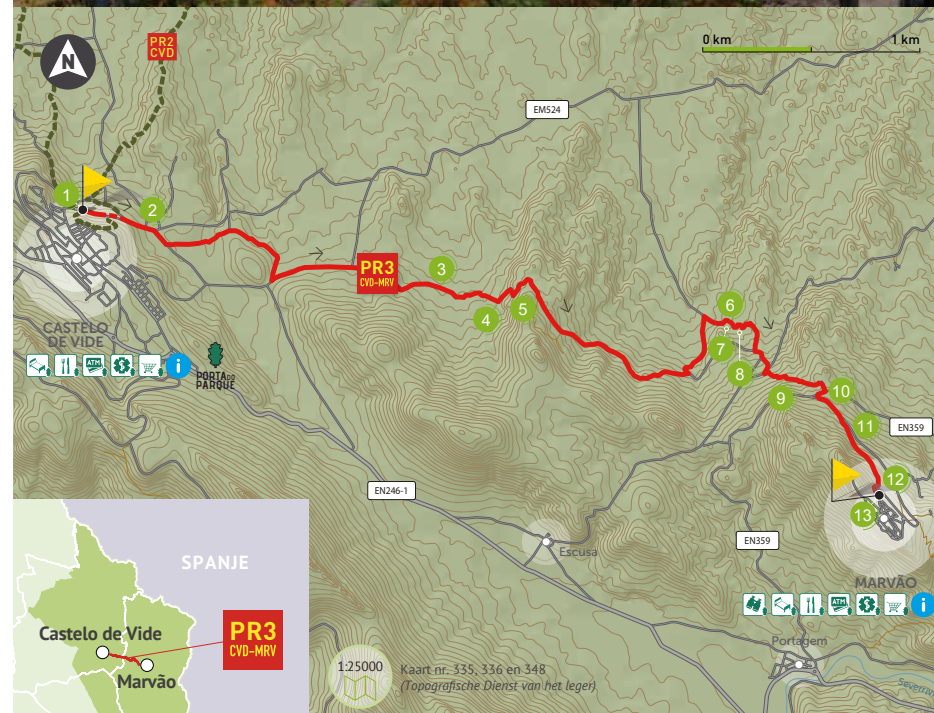 PR2
CVD
N
0 km
1 km
EM524
1
2
PR3
CVD-MRV
3
4
5
6
7
8
9
10
11
EN359
12
13
CASTELO
DE VIDE
ATM
$
i
PORTA DO
PARQUE
EN246-1
Escusa
EN359
MARVÃO
ATM
$
i
Portagem
SPANJE
Castelo de Vide
PR3
CVD-MRV
Marvão
1:25000
Kaart nr. 335, 336 en 348
(Topografische Dienst van het leger)